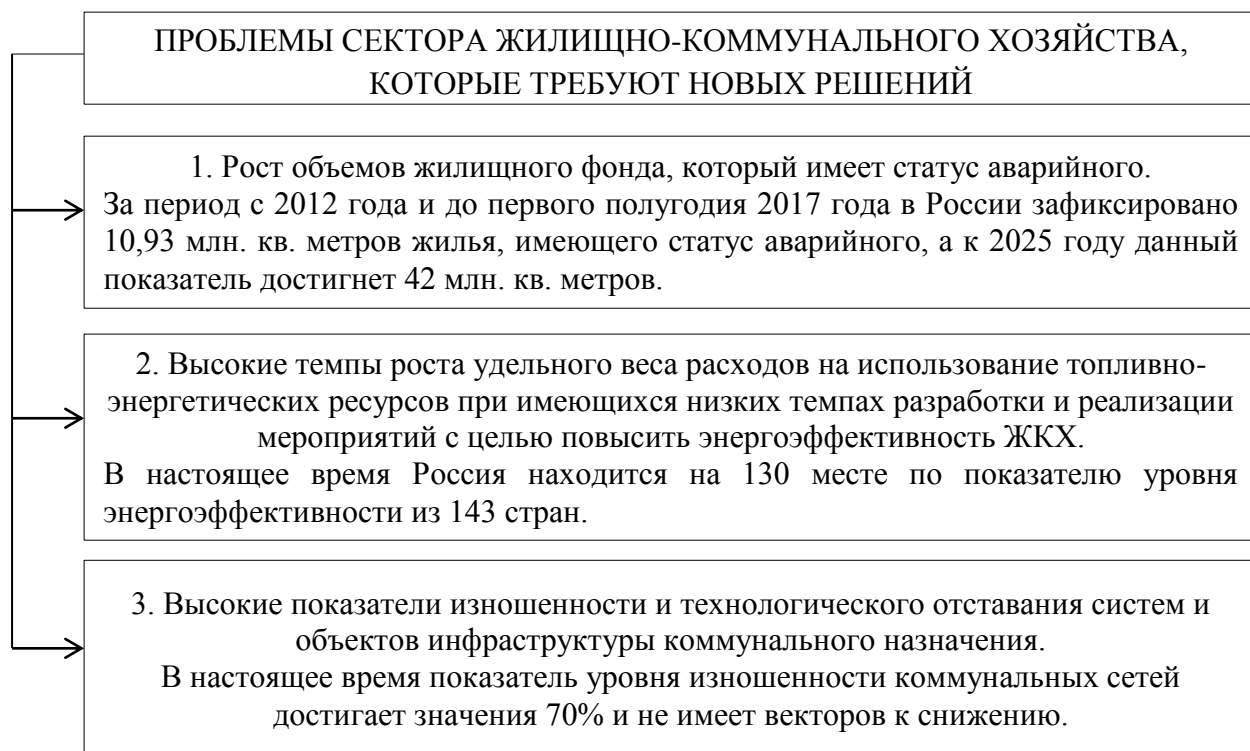 ПРОБЛЕМЫ СЕКТОРА ЖИЛИЩНО-КОММУНАЛЬНОГО ХОЗЯЙСТВА,
КОТОРЫЕ ТРЕБУЮТ НОВЫХ РЕШЕНИЙ
1. Рост объемов жилищного фонда, который имеет статус аварийного.
За период с 2012 года и до первого полугодия 2017 года в России зафиксировано
10,93 млн. кв. метров жилья, имеющего статус аварийного, а к 2025 году данный
показатель достигнет 42 млн. кв. метров.
2. Высокие темпы роста удельного веса расходов на использование топливно-
энергетических ресурсов при имеющихся низких темпах разработки и реализации
мероприятий с целью повысить энергоэффективность ЖКХ.
В настоящее время Россия находится на 130 месте по показателю уровня
энергоэффективности из 143 стран.
3. Высокие показатели изношенности и технологического отставания систем и
объектов инфраструктуры коммунального назначения.
В настоящее время показатель уровня изношенности коммунальных сетей
достигает значения 70% и не имеет векторов к снижению.